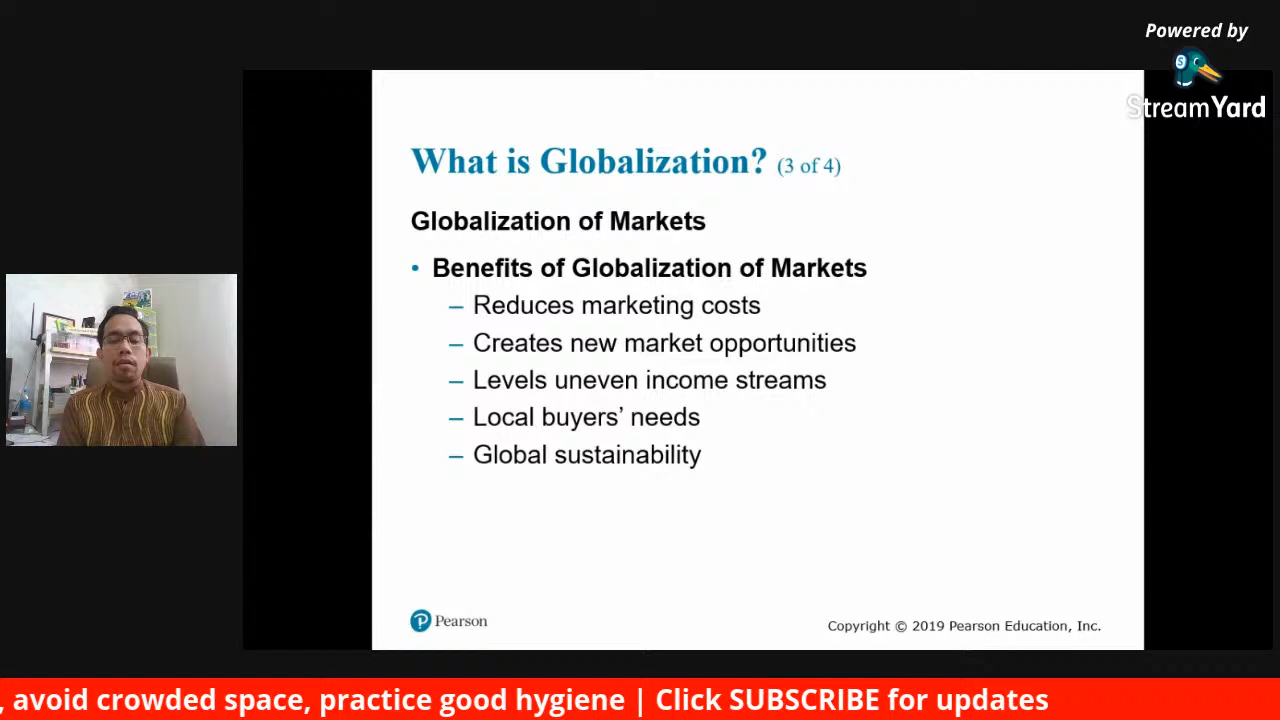 Powered by
StreamYard
What is Globalization? (3 of 4)
Globalization of Markets
• Benefits of Globalization of Markets
– Reduces marketing costs
– Creates new market opportunities
– Levels uneven income streams
– Local buyers’ needs
– Global sustainability
Pearson
Copyright © 2019 Pearson Education, Inc.
, avoid crowded space, practice good hygiene | Click SUBSCRIBE for updates